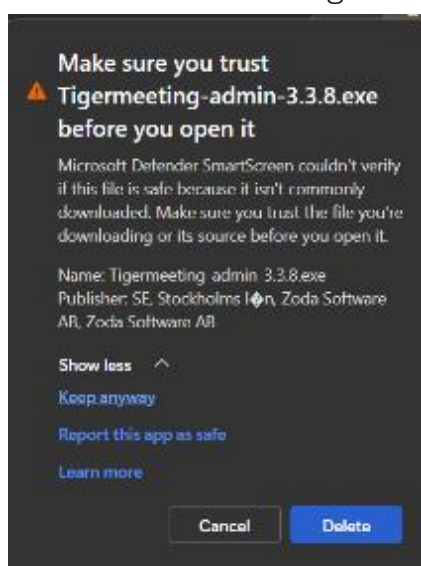 Make sure you trust
Tigermeeting-admin-3.3.8.exe
before you open it
Microsoft Defender SmartScreen couldn't verify
if this file is safe because it isn't commonly
downloaded. Make sure you trust the file you're
downloading or its source before you open it.
Name: Tigermeeting admin 3.3.8.exe
Publisher: SE, Stockholms l�n, Zoda Software
AB, Zoda Software AB
Show less
Keep anyway
Report this app as safe
Learn more
Cancel
Delete